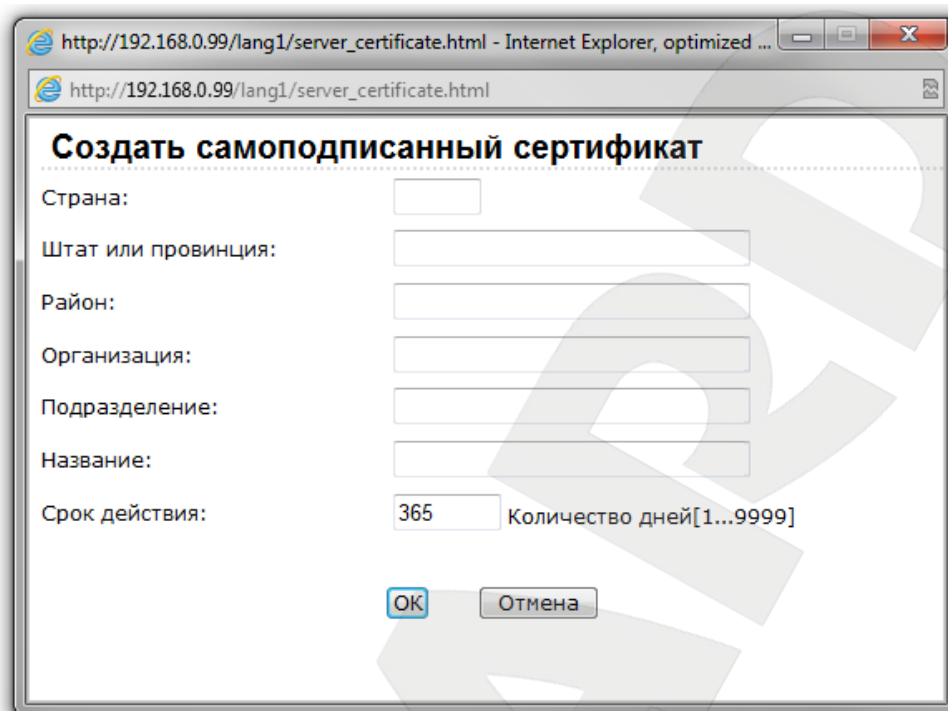 http://192.168.0.99/lang1/server_certificate.html - Internet Explorer, optimized ...
http://192.168.0.99/lang1/server_certificate.html
Создать самоподписанный сертификат
Страна:
Штат или провинция:
Район:
Организация:
Подразделение:
Название:
Срок действия: 365 Количество дней[1...9999]
OK Отмена